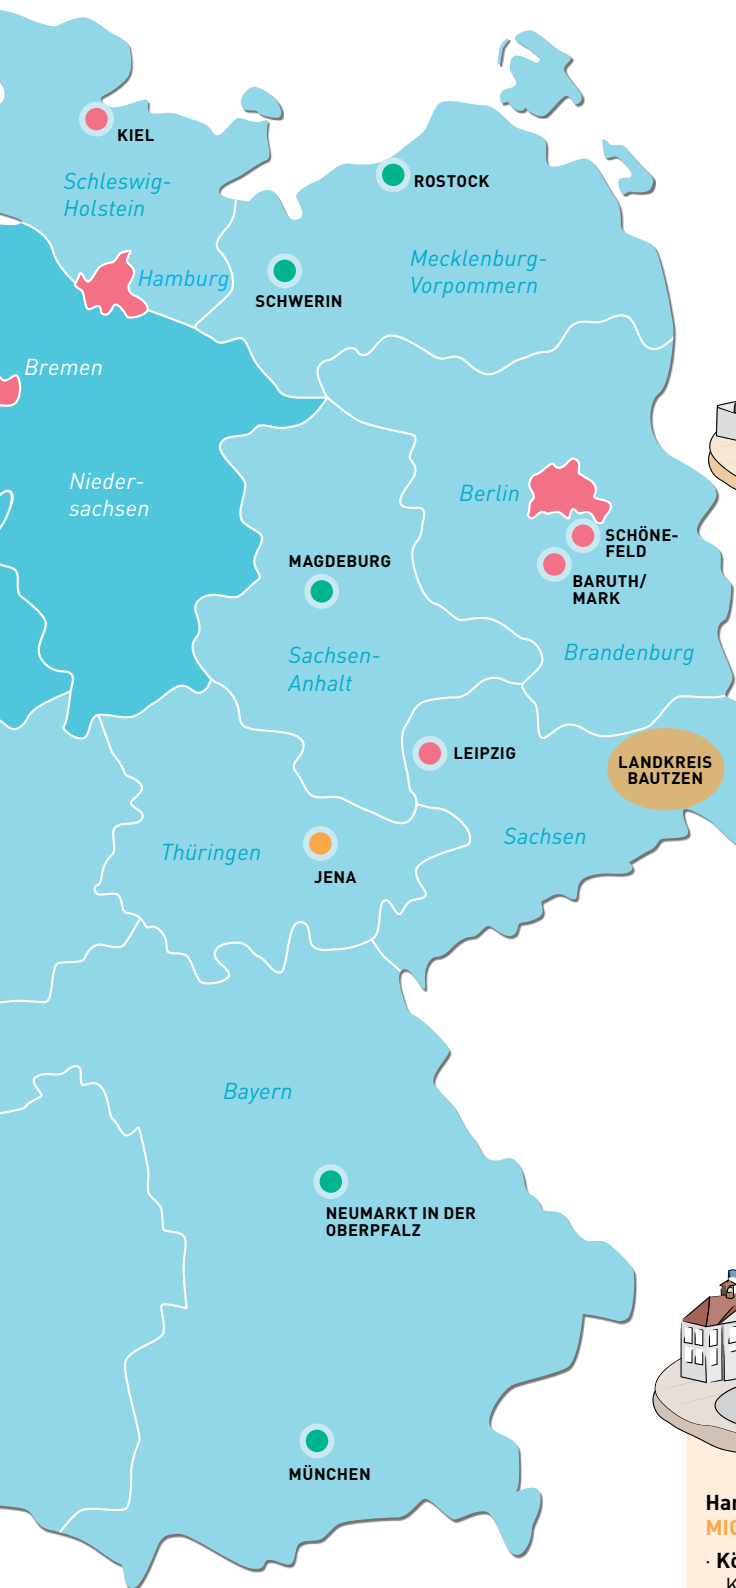 KIEL
Schleswig-
Holstein
ROSTOCK
Mecklenburg-
Vorpommern
Hamburg
SCHWERIN
Bremen
Nieder-
sachsen
Berlin
SCHÖNE-
FELD
BARUTH/
MARK
MAGDEBURG
Sachsen-
Anhalt
Brandenburg
LEIPZIG
LANDKREIS
BAUTZEN
Sachsen
Thüringen
JENA
Bayern
NEUMARKT IN DER
OBERPFALZ
MÜNCHEN